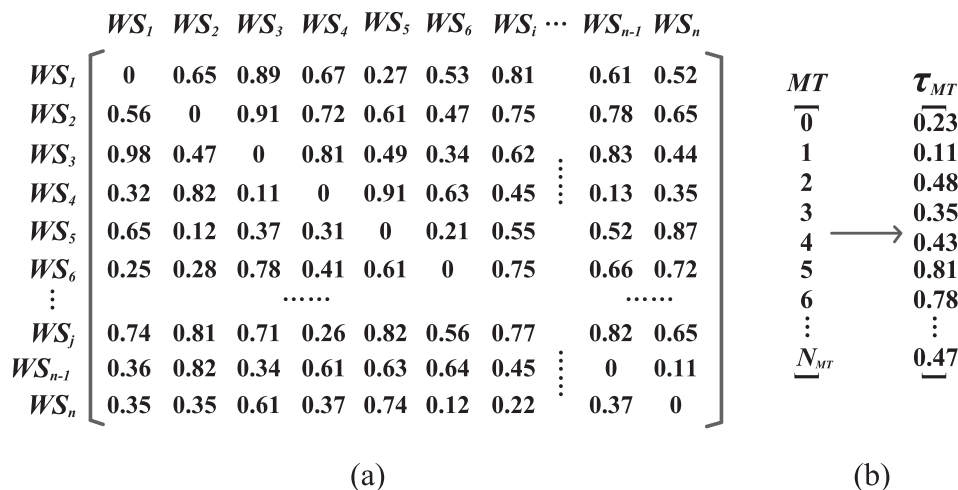 WS1 WS2 WS3 WS4 WS5 WS6 WSi ... WSn-1 WSn
WS1 0 0.65 0.89 0.67 0.27 0.53 0.81 0.61 0.52
WS2 0.56 0 0.91 0.72 0.61 0.47 0.75 0.78 0.65
WS3 0.98 0.47 0 0.81 0.49 0.34 0.62 0.83 0.44
WS4 0.32 0.82 0.11 0 0.91 0.63 0.45 0.13 0.35
WS5 0.65 0.12 0.37 0.31 0 0.21 0.55 0.52 0.87
WS6 0.25 0.28 0.78 0.41 0.61 0 0.75 0.66 0.72
⋮ ...... ......
WSj 0.74 0.81 0.71 0.26 0.82 0.56 0.77 0.82 0.65
WSn-1 0.36 0.82 0.34 0.61 0.63 0.64 0.45 0 0.11
WSn 0.35 0.35 0.61 0.37 0.74 0.12 0.22 0.37 0
(a)
MT τMT
0 0.23
1 0.11
2 0.48
3 0.35
4 0.43
5 0.81
6 0.78
⋮ ⋮
NMT 0.47
(b)